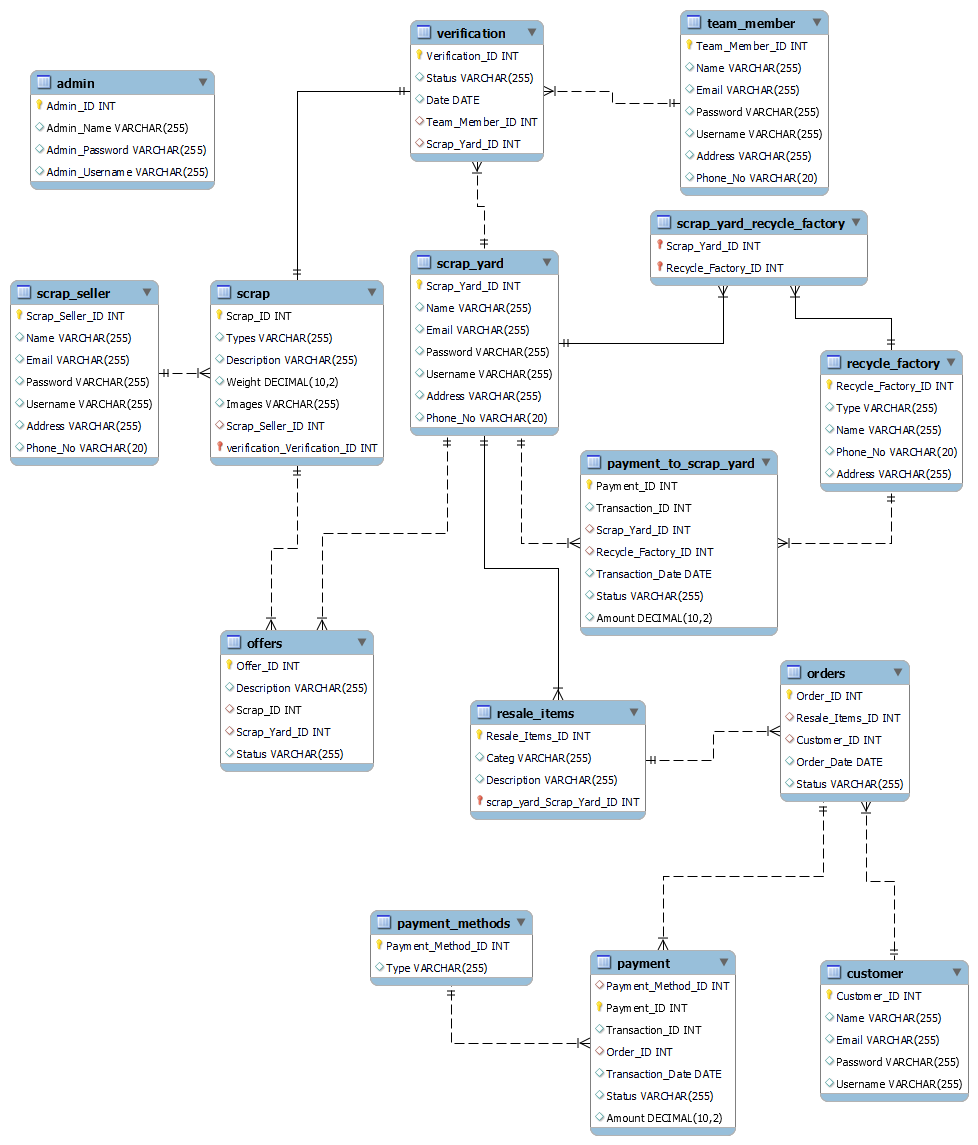 verification
Verification_ID INT
Status VARCHAR(255)
Date DATE
Team_Member_ID INT
Scrap_Yard_ID INT
team_member
Team_Member_ID INT
Name VARCHAR(255)
Email VARCHAR(255)
Password VARCHAR(255)
Username VARCHAR(255)
Address VARCHAR(255)
Phone_No VARCHAR(20)
admin
Admin_ID INT
Admin_Name VARCHAR(255)
Admin_Password VARCHAR(255)
Admin_Username VARCHAR(255)
scrap_yard_recycle_factory
Scrap_Yard_ID INT
Recycle_Factory_ID INT
scrap_seller
Scrap_Seller_ID INT
Name VARCHAR(255)
Email VARCHAR(255)
Password VARCHAR(255)
Username VARCHAR(255)
Address VARCHAR(255)
Phone_No VARCHAR(20)
scrap
Scrap_ID INT
Types VARCHAR(255)
Description VARCHAR(255)
Weight DECIMAL(10,2)
Images VARCHAR(255)
Scrap_Seller_ID INT
verification_Verification_ID INT
scrap_yard
Scrap_Yard_ID INT
Name VARCHAR(255)
Email VARCHAR(255)
Password VARCHAR(255)
Username VARCHAR(255)
Address VARCHAR(255)
Phone_No VARCHAR(20)
recycle_factory
Recycle_Factory_ID INT
Type VARCHAR(255)
Name VARCHAR(255)
Phone_No VARCHAR(20)
Address VARCHAR(255)
payment_to_scrap_yard
Payment_ID INT
Transaction_ID INT
Scrap_Yard_ID INT
Recycle_Factory_ID INT
Transaction_Date DATE
Status VARCHAR(255)
Amount DECIMAL(10,2)
offers
Offer_ID INT
Description VARCHAR(255)
Scrap_ID INT
Scrap_Yard_ID INT
Status VARCHAR(255)
resale_items
Resale_Items_ID INT
Categ VARCHAR(255)
Description VARCHAR(255)
scrap_yard_Scrap_Yard_ID INT
orders
Order_ID INT
Resale_Items_ID INT
Customer_ID INT
Order_Date DATE
Status VARCHAR(255)
payment_methods
Payment_Method_ID INT
Type VARCHAR(255)
payment
Payment_Method_ID INT
Payment_ID INT
Transaction_ID INT
Order_ID INT
Transaction_Date DATE
Status VARCHAR(255)
Amount DECIMAL(10,2)
customer
Customer_ID INT
Name VARCHAR(255)
Email VARCHAR(255)
Password VARCHAR(255)
Username VARCHAR(255)